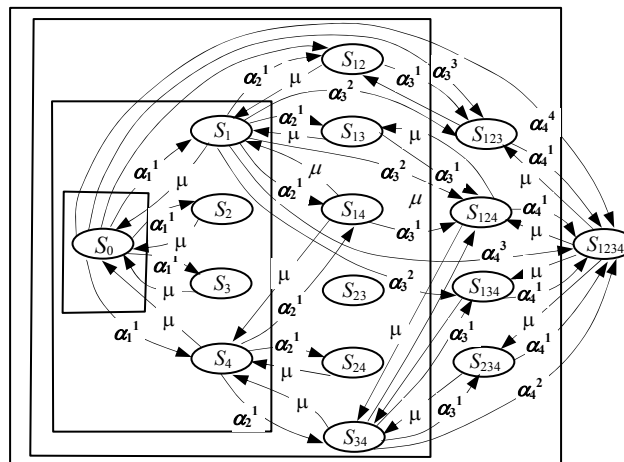 S₁₂
α₂¹
μ
α₃¹
α₃³
α₃²
α₄⁴
S₁
α₂¹
S₁₃
μ
μ
S₁₂₃
α₄¹
α₁¹
μ
α₃²
α₃¹
μ
S₂
α₂¹
S₁₄
μ
S₁₂₄
α₄¹
α₁¹
μ
α₃¹
μ
S₀
α₁¹
α₄³
S₁₂₃₄
S₃
μ
μ
S₂₃
α₃²
S₁₃₄
μ
α₄¹
α₂¹
α₁¹
μ
μ
α₃¹
μ
S₄
α₂¹
S₂₄
S₂₃₄
α₄¹
μ
μ
α₄²
α₂¹
μ
S₃₄
μ
α₃¹